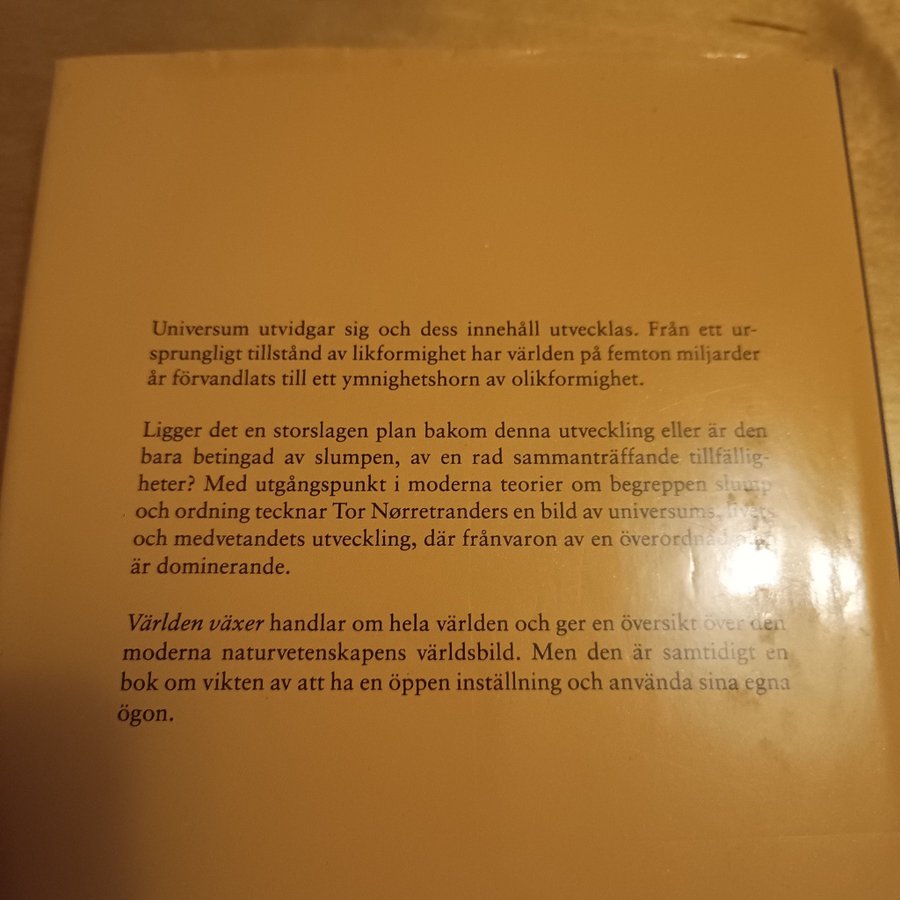 Universum utvidgar sig och dess innehåll utvecklas. Från ett ur-
sprungligt tillstånd av likformighet har världen på femton miljarder
år förvandlats till ett ymnighetshorn av olikformighet.
Ligger det en storslagen plan bakom denna utveckling eller är den
bara betingad av slumpen, av en rad sammanträffande tillfällig-
heter? Med utgångspunkt i moderna teorier om begreppen slump
och ordning tecknar Tor Nørretranders en bild av universums, livets
och medvetandets utveckling, där frånvaron av en överordnad
är dominerande.
Världen växer handlar om hela världen och ger en översikt över den
moderna naturvetenskapens världsbild. Men den är samtidigt en
bok om vikten av att ha en öppen inställning och använda sina egna
ögon.